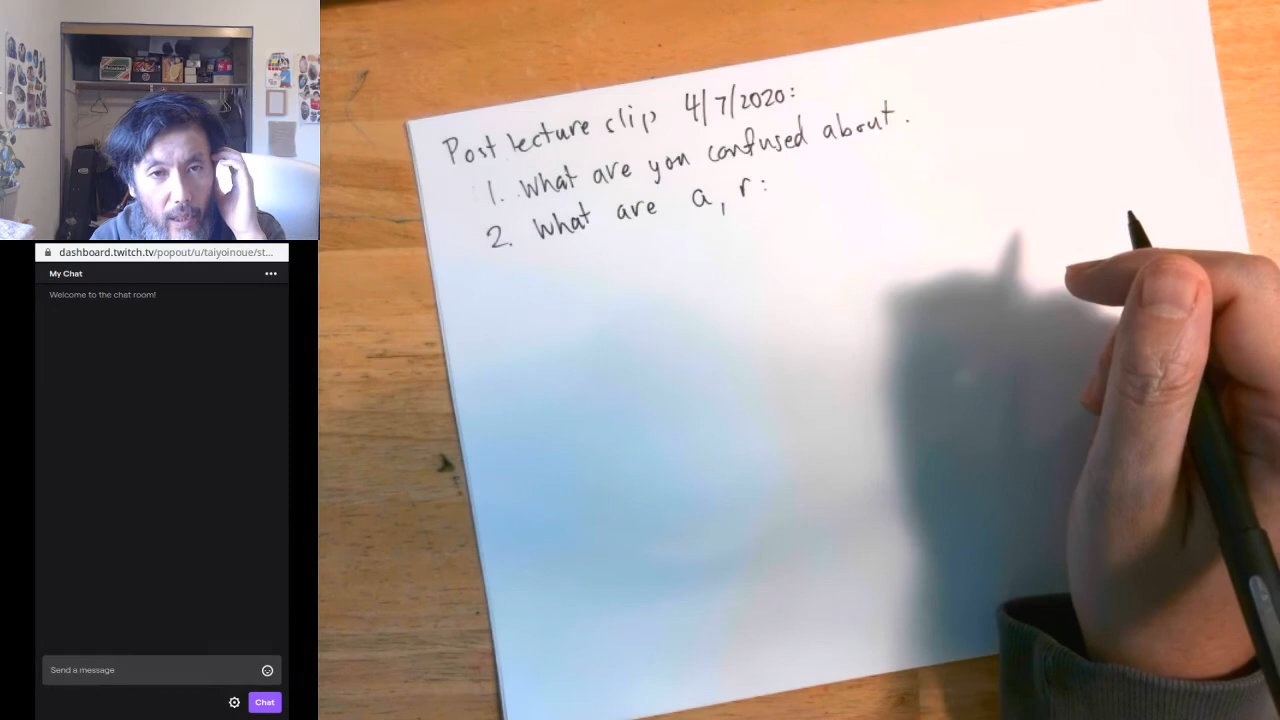 dashboard.twitch.tv/popout/u/taiyoinoue/st...
My Chat
Welcome to the chat room!
Send a message
Chat
Post lecture clip 4/7/2020:
1. What are you confused about.
2. What are a, r: